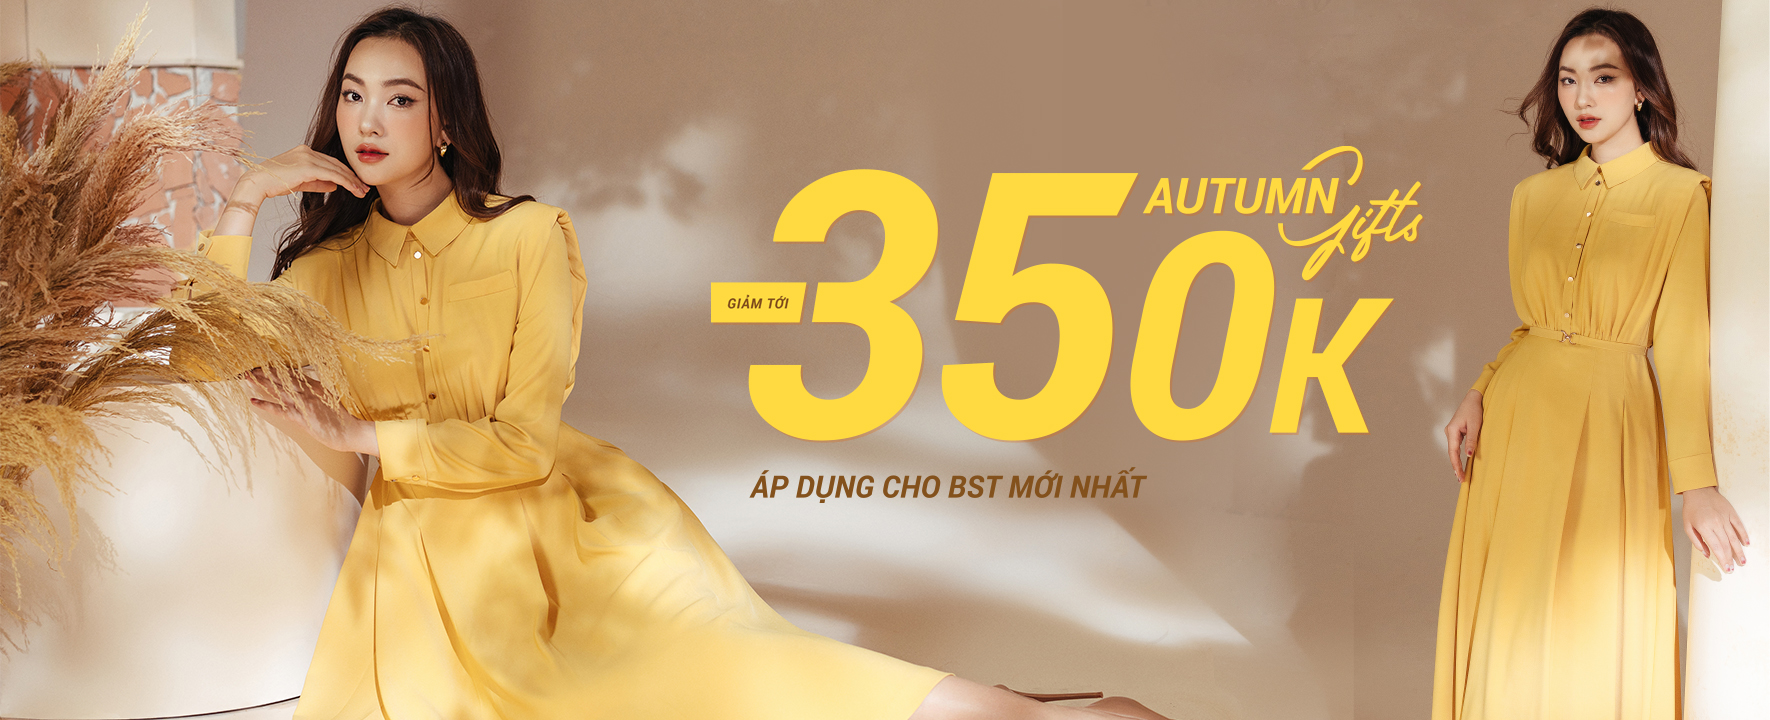 AUTUMN
Gifts
GIẢM TỚI
-350K
ÁP DỤNG CHO BST MỚI NHẤT